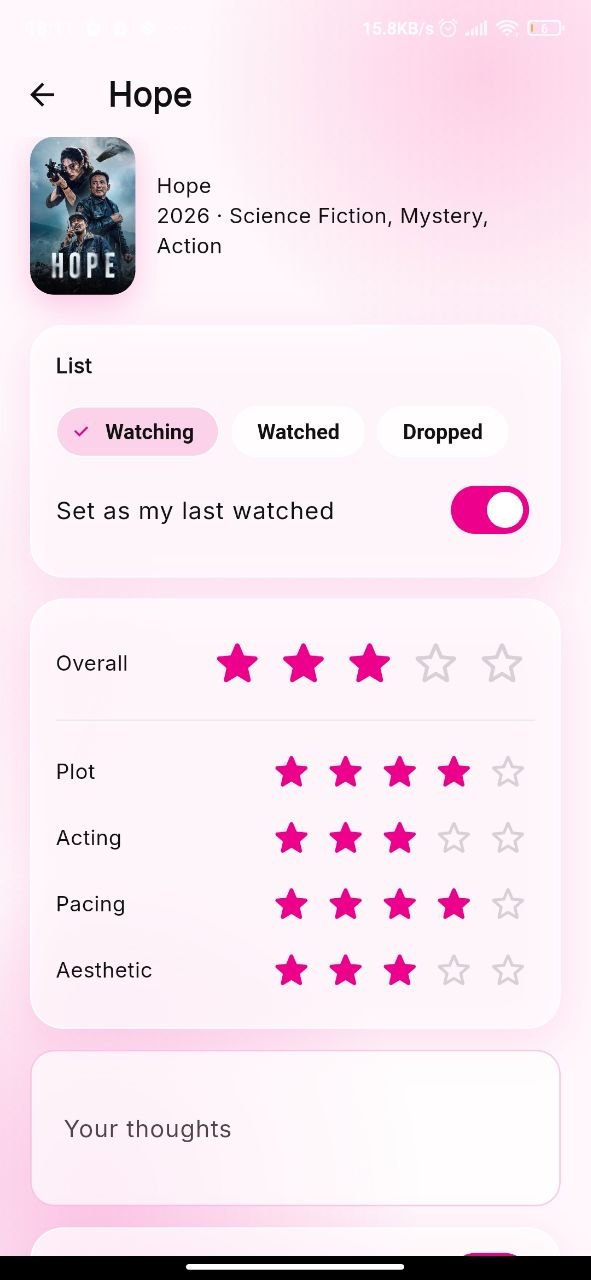 15.8KB/s
6
Hope
Hope
2026 · Science Fiction, Mystery,
Action
HOPE
List
Watching
Watched
Dropped
Set as my last watched
Overall
Plot
Acting
Pacing
Aesthetic
Your thoughts